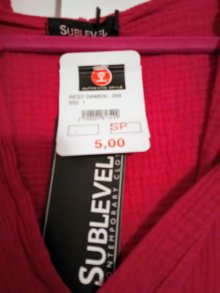 SUBLEVEL
AUTHENTIC STYLE
REST DAMEN
SP
5,00
SUBLEVEL
CONTEMPORARY CLO